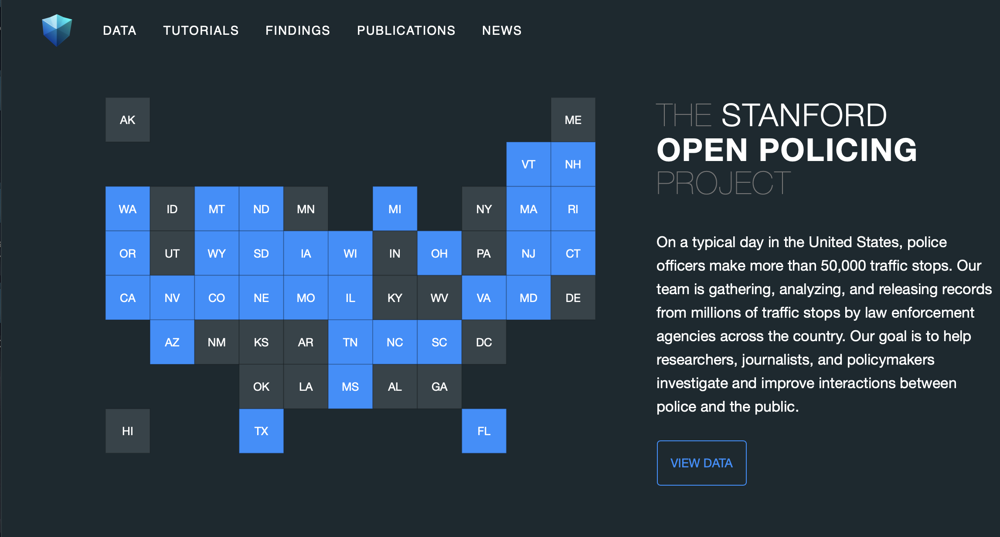 DATA TUTORIALS FINDINGS PUBLICATIONS NEWS
AK ME
VT NH
WA ID MT ND MN MI NY MA RI
OR UT WY SD IA WI IN OH PA NJ CT
CA NV CO NE MO IL KY WV VA MD DE
AZ NM KS AR TN NC SC DC
OK LA MS AL GA
HI TX FL
THE STANFORD
OPEN POLICING
PROJECT
On a typical day in the United States, police
officers make more than 50,000 traffic stops. Our
team is gathering, analyzing, and releasing records
from millions of traffic stops by law enforcement
agencies across the country. Our goal is to help
researchers, journalists, and policymakers
investigate and improve interactions between
police and the public.
VIEW DATA